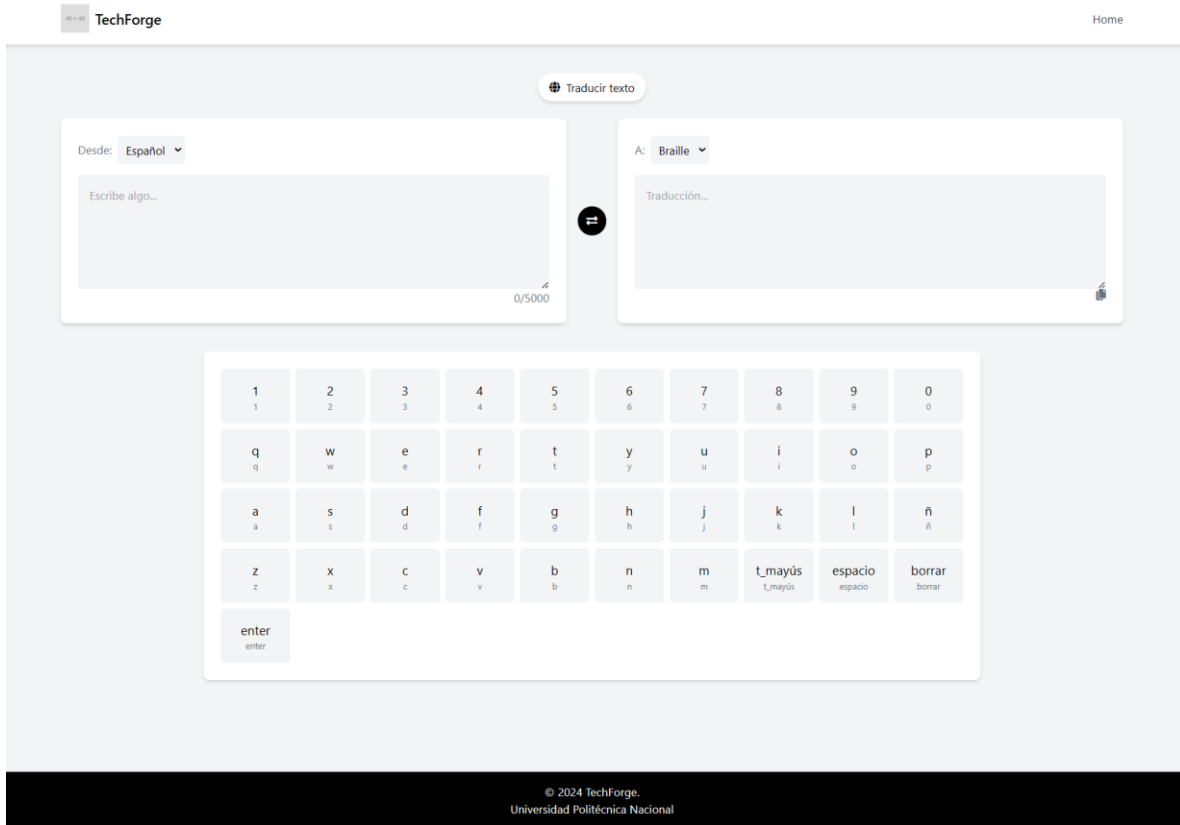 40 × 40 TechForge Home
Traducir texto
Desde: Español A: Braille
Escribe algo... Traducción...
0/5000
1 2 3 4 5 6 7 8 9 0
1 2 3 4 5 6 7 8 9 0
q w e r t y u i o p
q w e r t y u i o p
a s d f g h j k l ñ
a s d f g h j k l ñ
z x c v b n m t_mayús espacio borrar
z x c v b n m t_mayús espacio borrar
enter
enter
© 2024 TechForge.
Universidad Politécnica Nacional